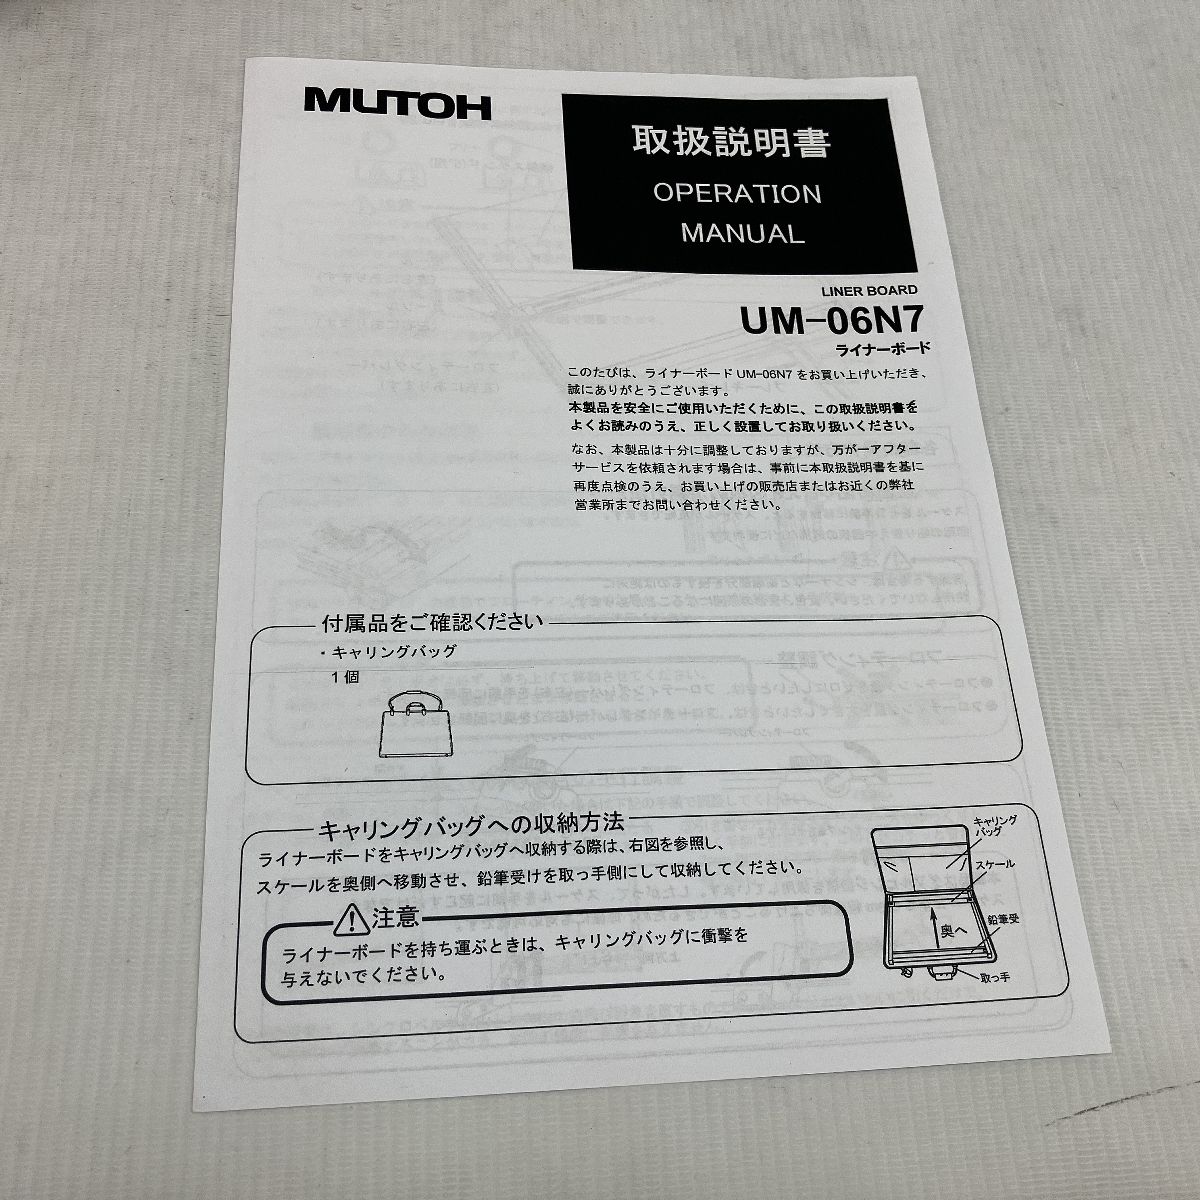 MUTOH
取扱説明書
OPERATION
MANUAL
LINER BOARD
UM-06N7
ライナーボード
このたびは、ライナーボード UM-06N7 をお買い上げいただき、
誠にありがとうございます。
本製品を安全にご使用いただくために、この取扱説明書を
よくお読みのうえ、正しく設置してお取り扱いください。
なお、本製品は十分に調整しておりますが、万が一アフター
サービスを依頼されます場合は、事前に本取扱説明書を基に
再度点検のうえ、お買い上げの販売店またはお近くの弊社
営業所までお問い合わせください。
付属品をご確認ください
・キャリングバッグ
1個
キャリングバッグへの収納方法
ライナーボードをキャリングバッグへ収納する際は、右図を参照し、
スケールを奥側へ移動させ、鉛筆受けを取っ手側にして収納してください。
注意
ライナーボードを持ち運ぶときは、キャリングバッグに衝撃を
与えないでください。
キャリング
バッグ
スケール
鉛筆受
奥へ
取っ手